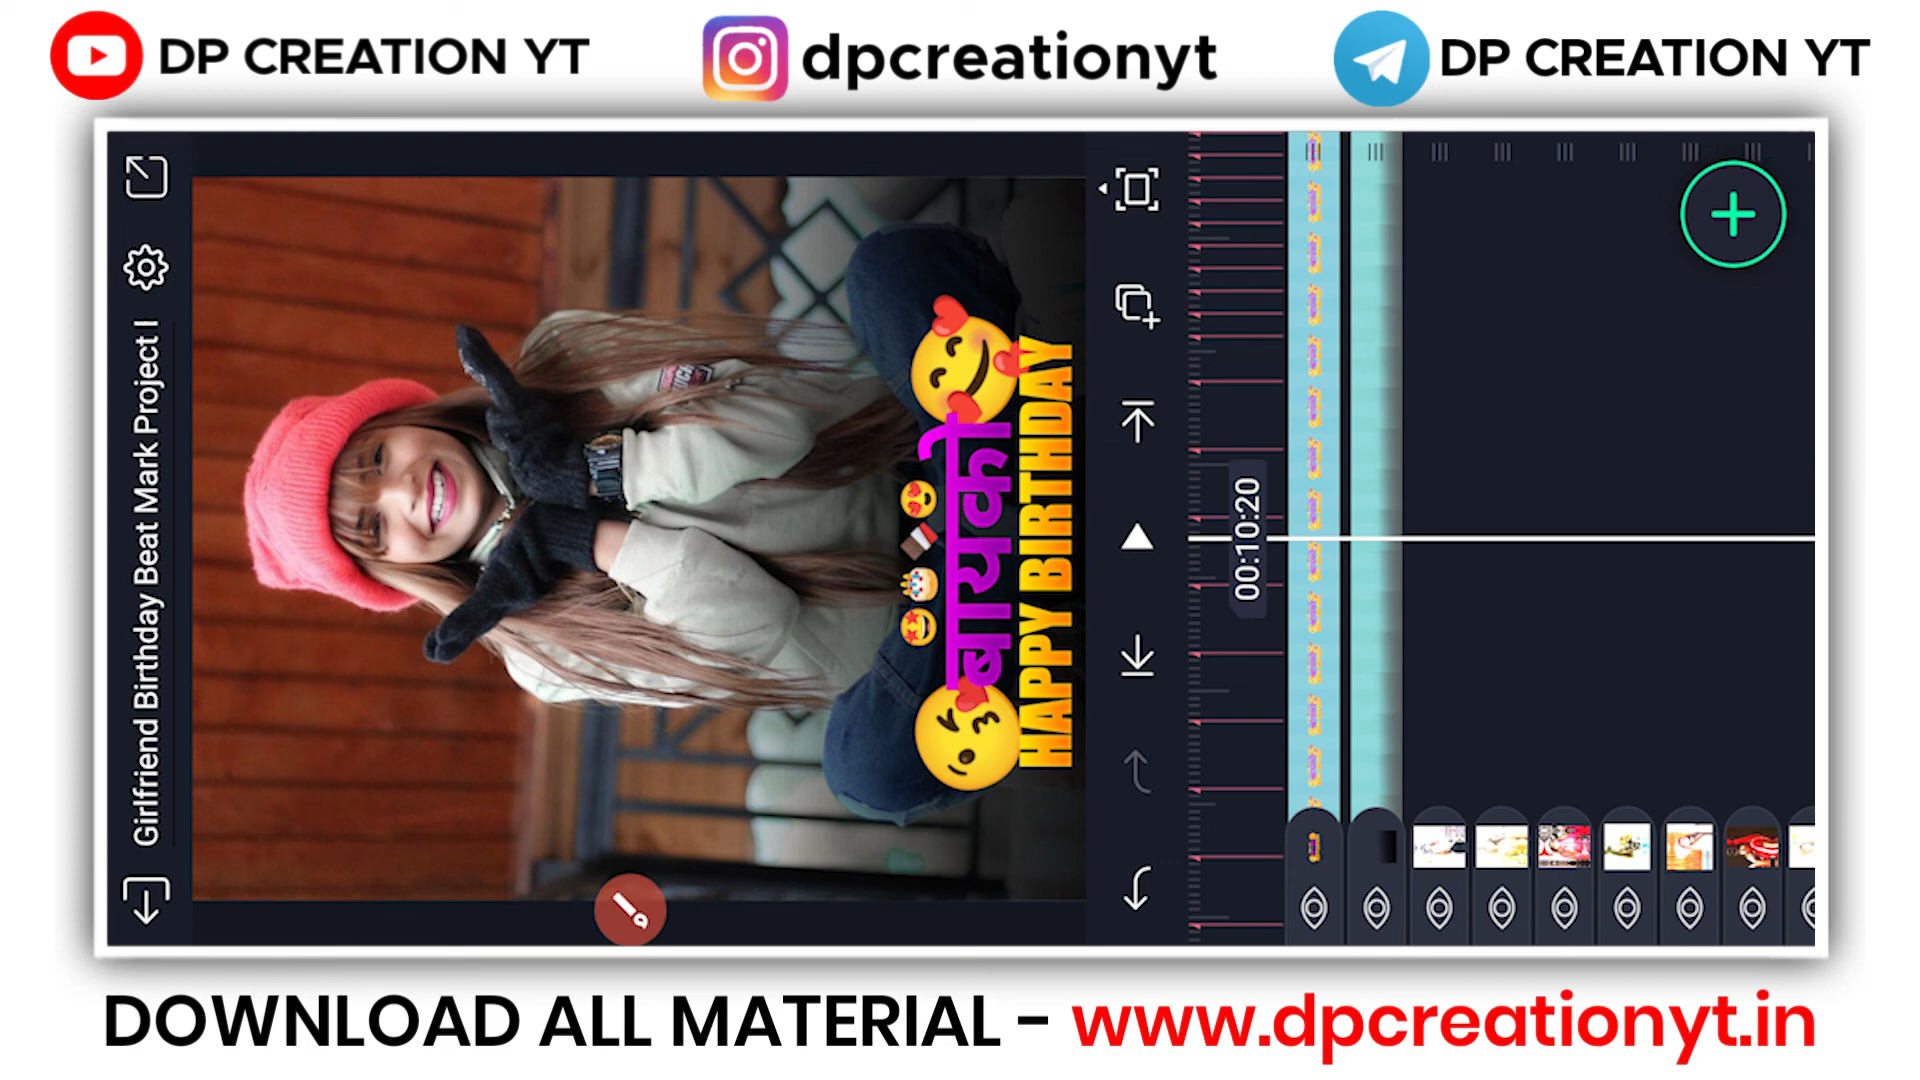 DP CREATION YT
dpcreationyt
DP CREATION YT
Girlfriend Birthday Beat Mark Project
बायको
HAPPY BIRTHDAY
00:10:20
DOWNLOAD ALL MATERIAL - www.dpcreationyt.in